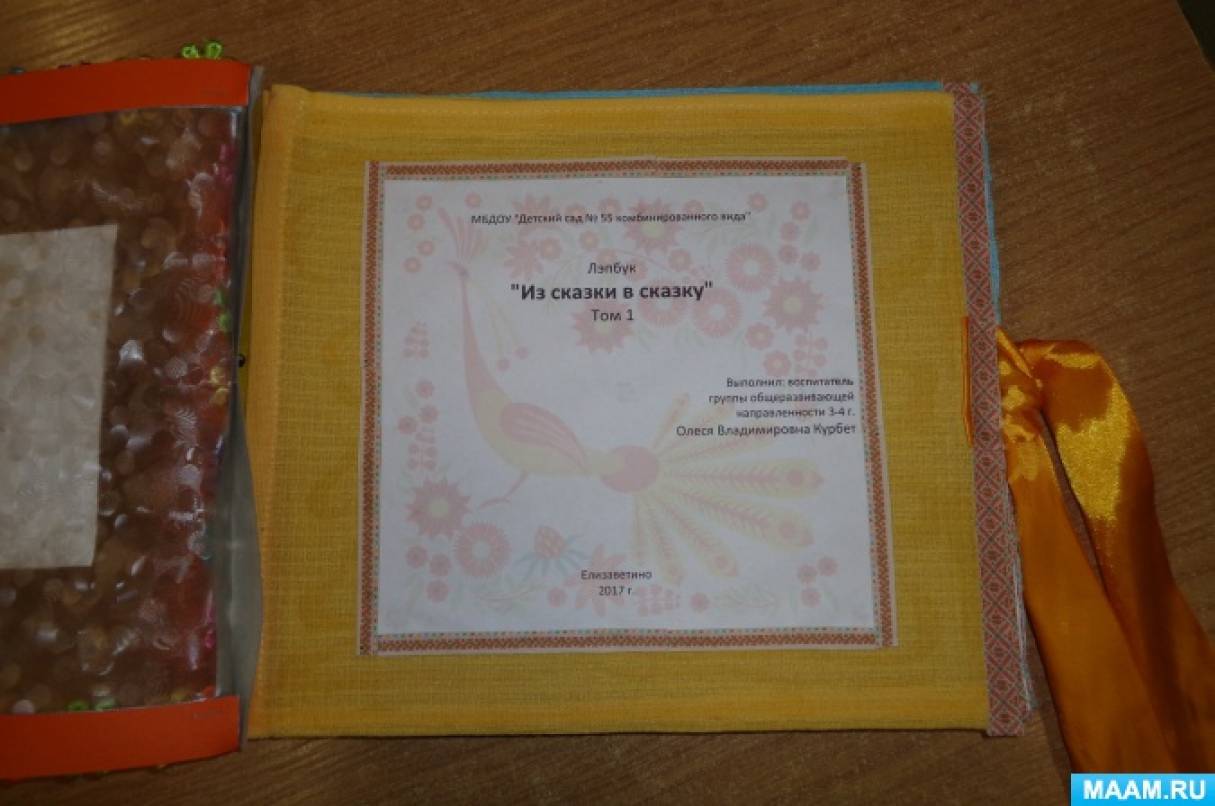 МБДОУ "Детский сад № 55 комбинированного вида"
Лэпбук
"Из сказки в сказку"
Том 1
Выполнил: воспитатель
группы общеразвивающей
направленности 3-4 г.
Олеся Владимировна Курбет
Елизаветино
2017 г.
MAAM.RU